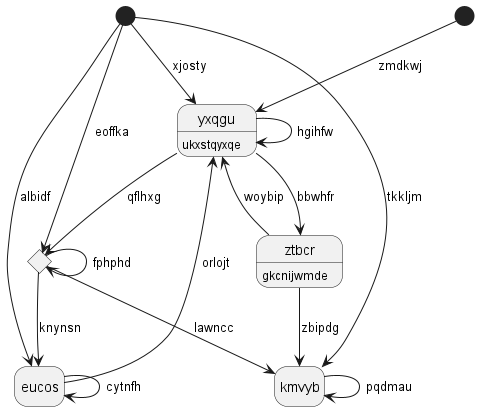 xjosty
zmdkwj
yxqgu
ukxstqyxqe
hgihfw
eoffka
albidf
qflhxg
woybip
bbwhfr
tkkljm
ztbcr
gkcnijwmde
orlojt
fphphd
knynsn
lawncc
zbipdg
eucos
cytnfh
kmvyb
pqdmau